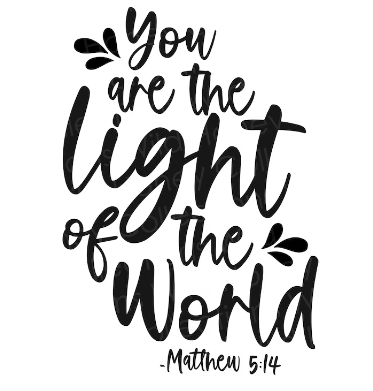 You
are the
light
of the
World
-Matthew 5:14